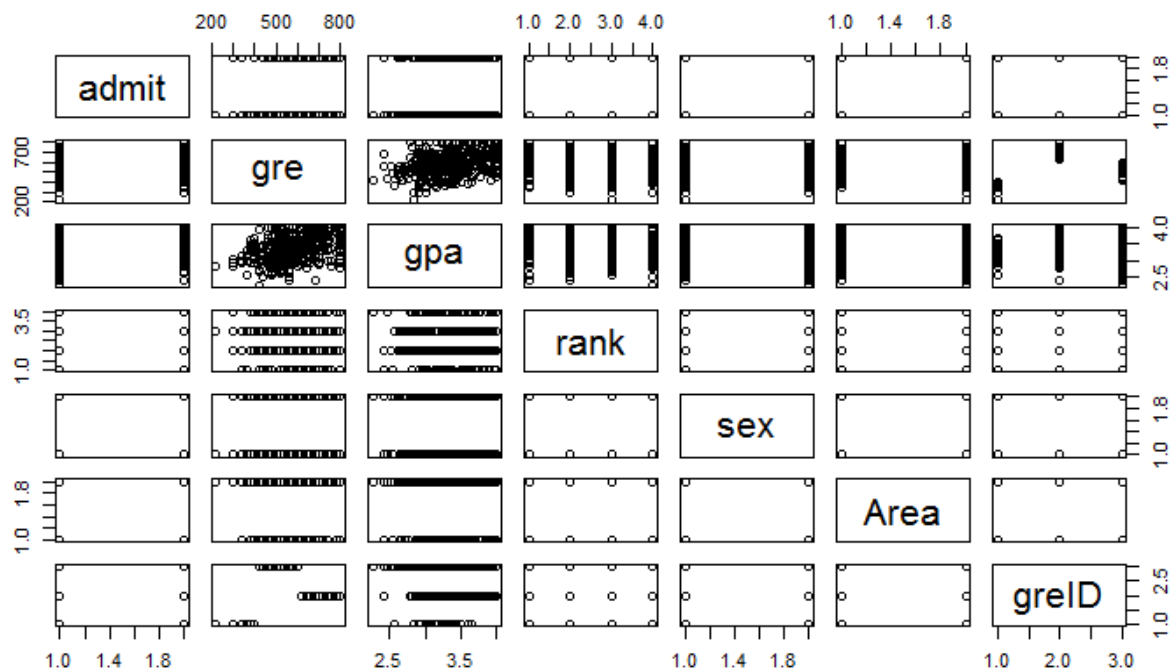 200 500 800 1.0 2.0 3.0 4.0 1.0 1.8
admit 1.0 1.8
200 700 gre
gpa 2.5 4.0
1.0 3.5 rank
sex 1.0 1.8
1.0 1.8 Area
greID 1.0 2.5
1.0 1.4 1.8 2.5 3.5 1.0 1.4 1.8 1.0 2.0 3.0